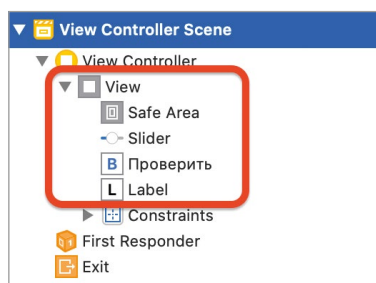 View Controller Scene
View Controller
View
Safe Area
Slider
B Проверить
L Label
Constraints
First Responder
Exit